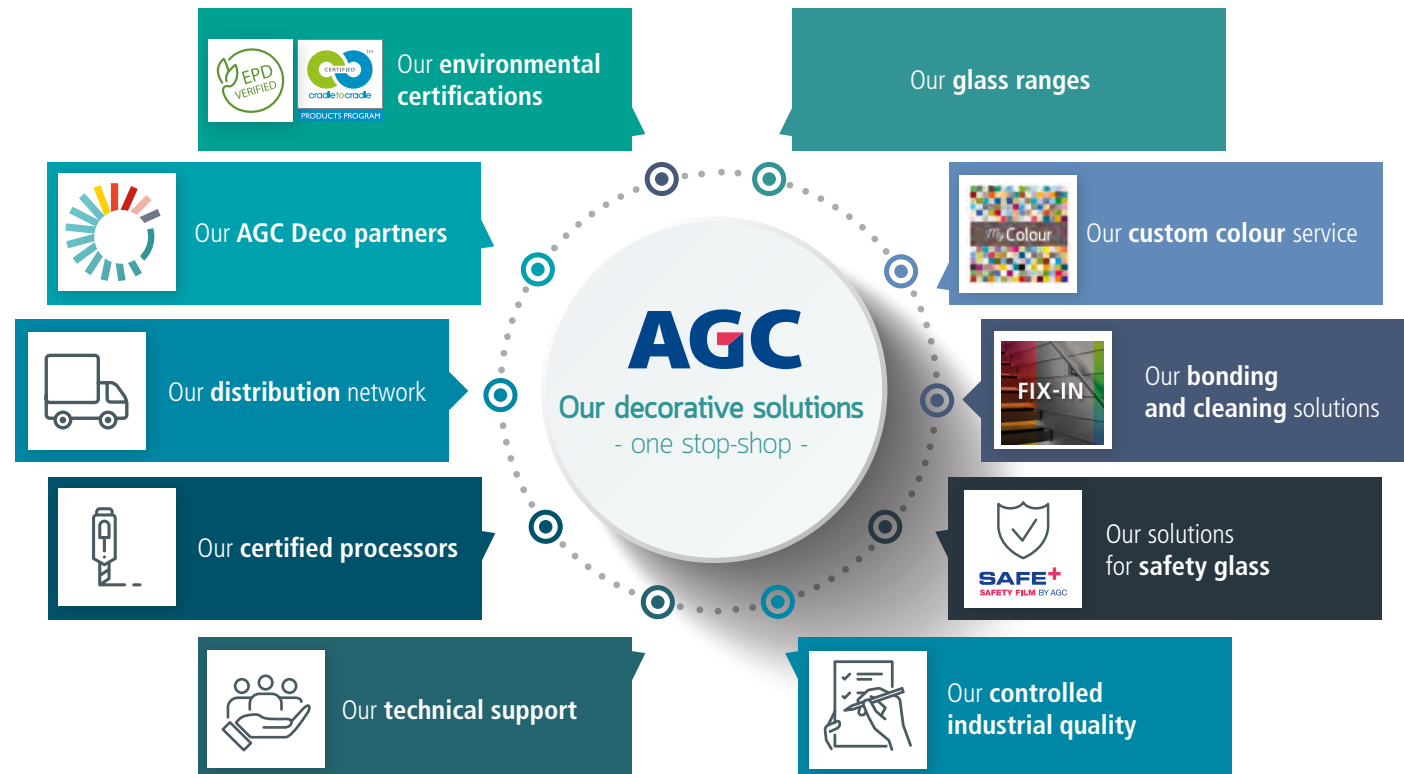 EPD
VERIFIED
TM
CERTIFIED
cradletocradle
PRODUCTS PROGRAM
Our environmental
certifications
Our glass ranges
Our AGC Deco partners
My Colour
Our custom colour service
Our distribution network
AGC
Our decorative solutions
- one stop-shop -
FIX-IN
Our bonding
and cleaning solutions
Our certified processors
SAFE+
SAFETY FILM BY AGC
Our solutions
for safety glass
Our technical support
Our controlled
industrial quality